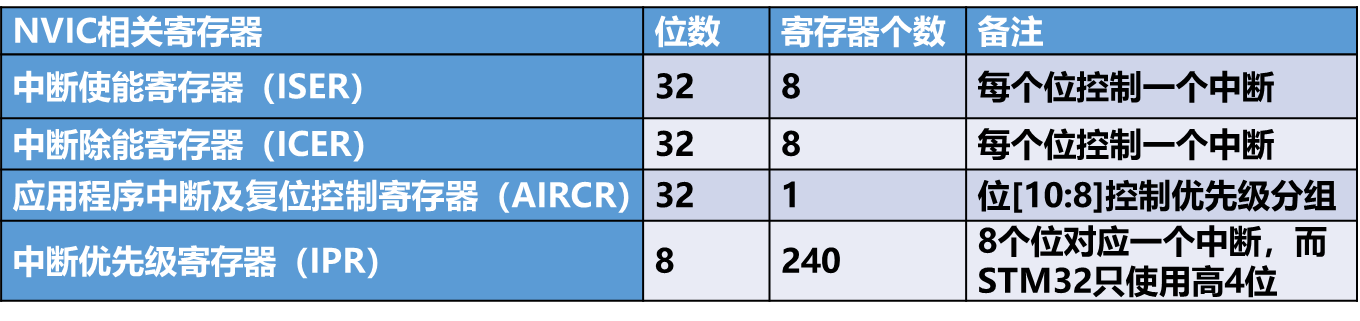 NVIC相关寄存器 位数 寄存器个数 备注
中断使能寄存器（ISER） 32 8 每个位控制一个中断
中断除能寄存器（ICER） 32 8 每个位控制一个中断
应用程序中断及复位控制寄存器（AIRCR） 32 1 位[10:8]控制优先级分组
中断优先级寄存器（IPR） 8 240 8个位对应一个中断，而
STM32只使用高4位